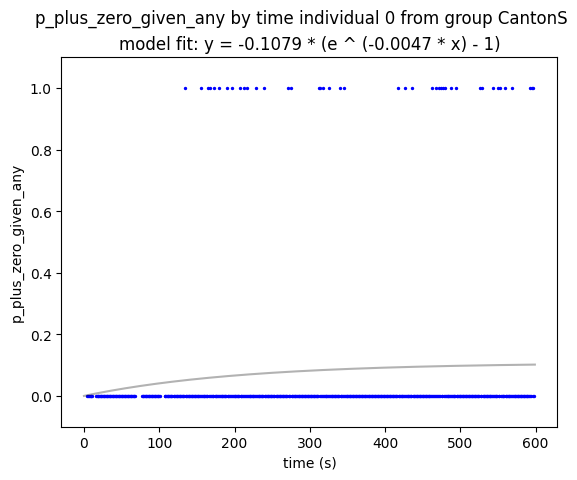 p_plus_zero_given_any by time individual 0 from group CantonS
model fit: y = -0.1079 * (e ^ (-0.0047 * x) - 1)
1.0
0.8
0.6
0.4
0.2
0.0
p_plus_zero_given_any
0 100 200 300 400 500 600
time (s)